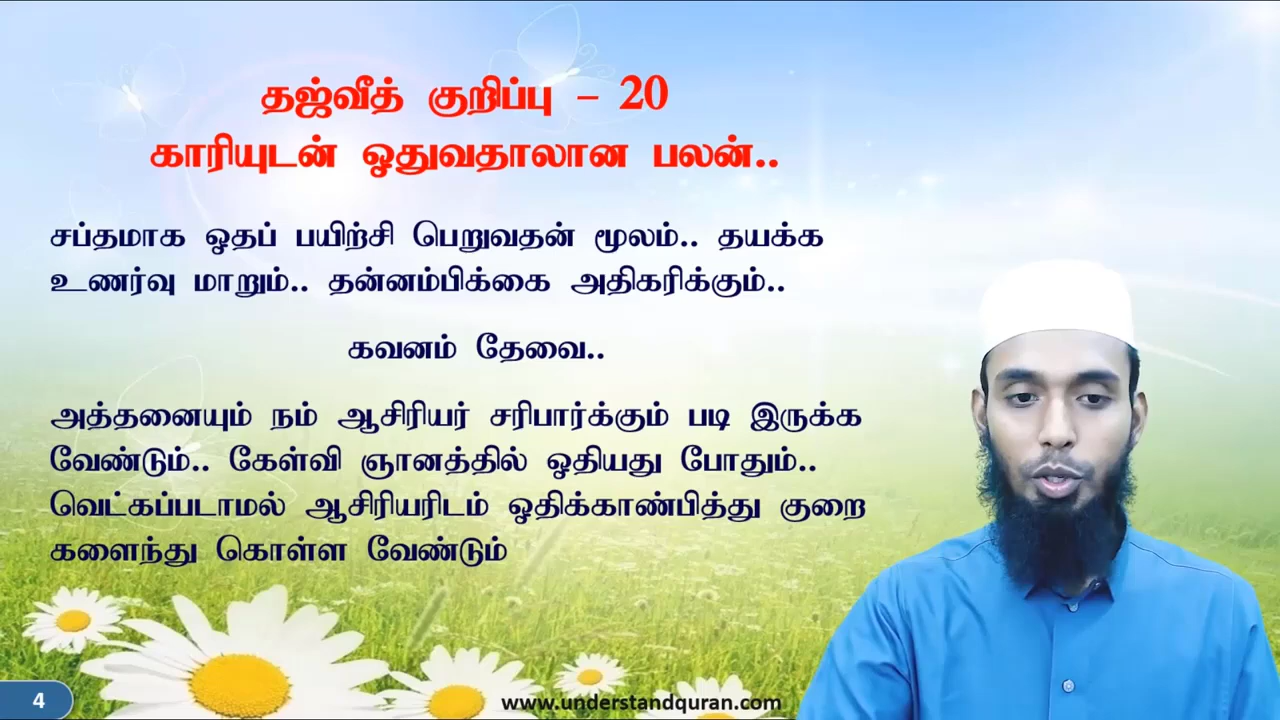 தஜ்வீத் குறிப்பு – 20
காரியுடன் ஓதுவதாலான பலன்..
சப்தமாக ஓதப் பயிற்சி பெறுவதன் மூலம்.. தயக்க
உணர்வு மாறும்.. தன்னம்பிக்கை அதிகரிக்கும்..
கவனம் தேவை..
அத்தனையும் நம் ஆசிரியர் சரிபார்க்கும் படி இருக்க
வேண்டும்.. கேள்வி ஞானத்தில் ஓதியது போதும்..
வெட்கப்படாமல் ஆசிரியரிடம் ஓதிக்காண்பித்து குறை
களைந்து கொள்ள வேண்டும்
4
www.understandquran.com